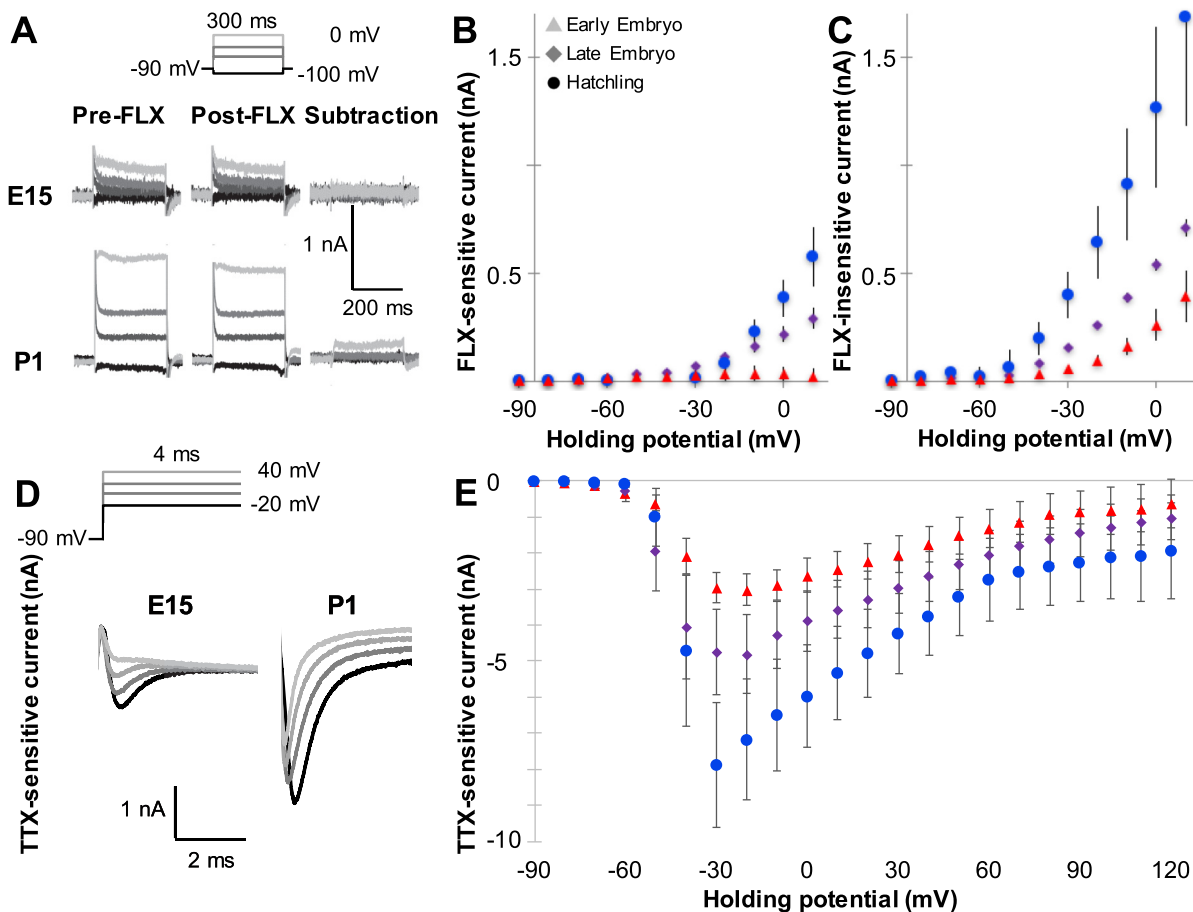 A
300 ms
0 mV
-90 mV
-100 mV
Pre-FLX Post-FLX Subtraction
E15
1 nA
200 ms
P1
B
Early Embryo
Late Embryo
Hatchling
FLX-sensitive current (nA)
1.5
0.5
-90 -60 -30 0
Holding potential (mV)
C
FLX-insensitive current (nA)
1.5
0.5
-90 -60 -30 0
Holding potential (mV)
D
4 ms
40 mV
-20 mV
-90 mV
TTX-sensitive current (nA)
E15 P1
1 nA
2 ms
E
TTX-sensitive current (nA)
0
-5
-10
-90 -60 -30 0 30 60 90 120
Holding potential (mV)